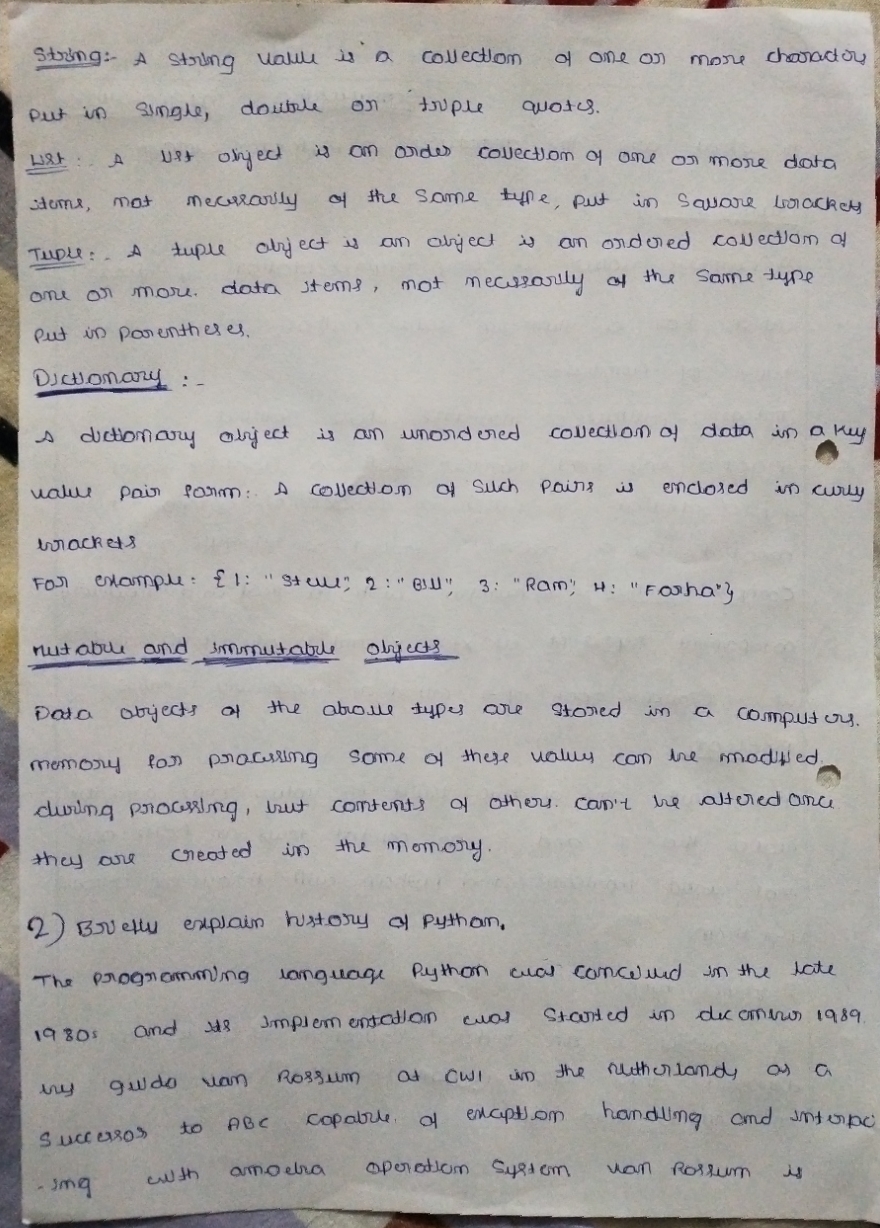 String:- A string value is a collection of one or more characters
put in single, double or triple quotes.
List:. A list object is an order collection of one or more data
items, not necessarily of the same type, put in square brackets
Tuple:. A tuple object is an object is an ordered collection of
one or more. data items, not necessarily of the same type
put in parentheses.
Dictionary :-
A dictionary object is an unordered collection of data in a key
value pair form:. A collection of such pairs is enclosed in curly
brackets
For example: {1: "Steve", 2:"Bill", 3: "Ram", 4: "Farha"}
mutable and immutable objects
Data objects of the above types are stored in a computers.
memory for processing some of these values can be modified.
during processing, but contents of others. can't be altered once
they are created in the memory.
2) Briefly explain history of Python.
The programming language Python was conceived in the late
1980s and its implementation was started in december 1989.
by guido van Rossum at CWI in the netherlands as a
successor to ABC capable. of exception handling and interfac
-ing with amoeba operation system van Rossum is